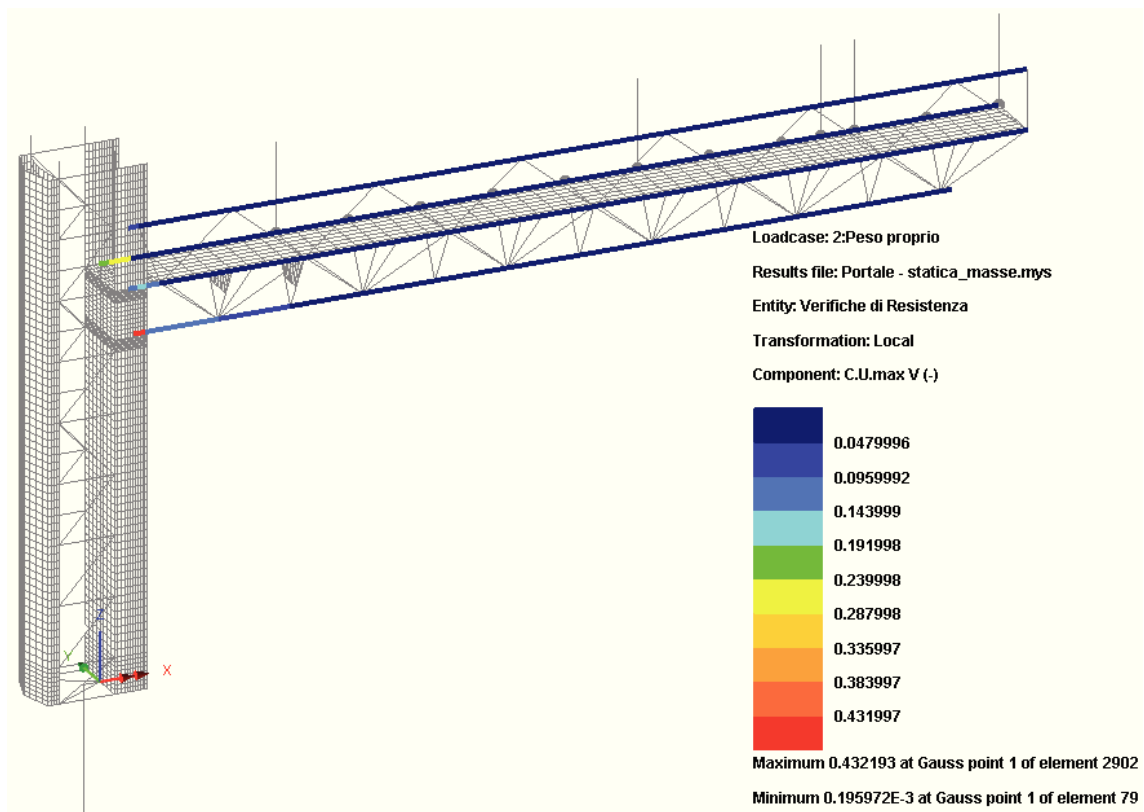 Loadcase: 2:Peso proprio
Results file: Portale - statica_masse.mys
Entity: Verifiche di Resistenza
Transformation: Local
Component: C.U.max V (-)
0.0479996
0.0959992
0.143999
0.191998
0.239998
0.287998
0.335997
0.383997
0.431997
Z
Y
X
Maximum 0.432193 at Gauss point 1 of element 2902
Minimum 0.195972E-3 at Gauss point 1 of element 79